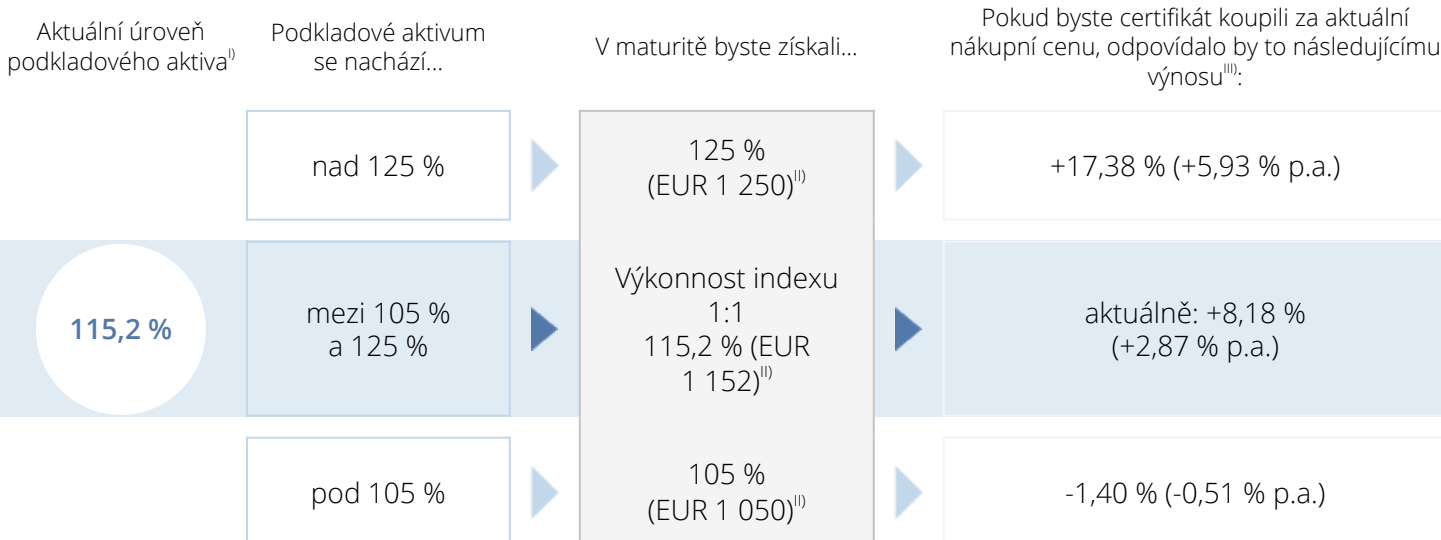 Aktuální úroveň
podkladového aktiva I)
Podkladové aktivum
se nachází...
V maturitě byste získali...
Pokud byste certifikát koupili za aktuální
nákupní cenu, odpovídalo by to následujícímu
výnosu III):
nad 125 %
125 %
(EUR 1 250) II)
+17,38 % (+5,93 % p.a.)
115,2 %
mezi 105 %
a 125 %
Výkonnost indexu
1:1
115,2 % (EUR
1 152) II)
aktuálně: +8,18 %
(+2,87 % p.a.)
pod 105 %
105 %
(EUR 1 050) II)
-1,40 % (-0,51 % p.a.)